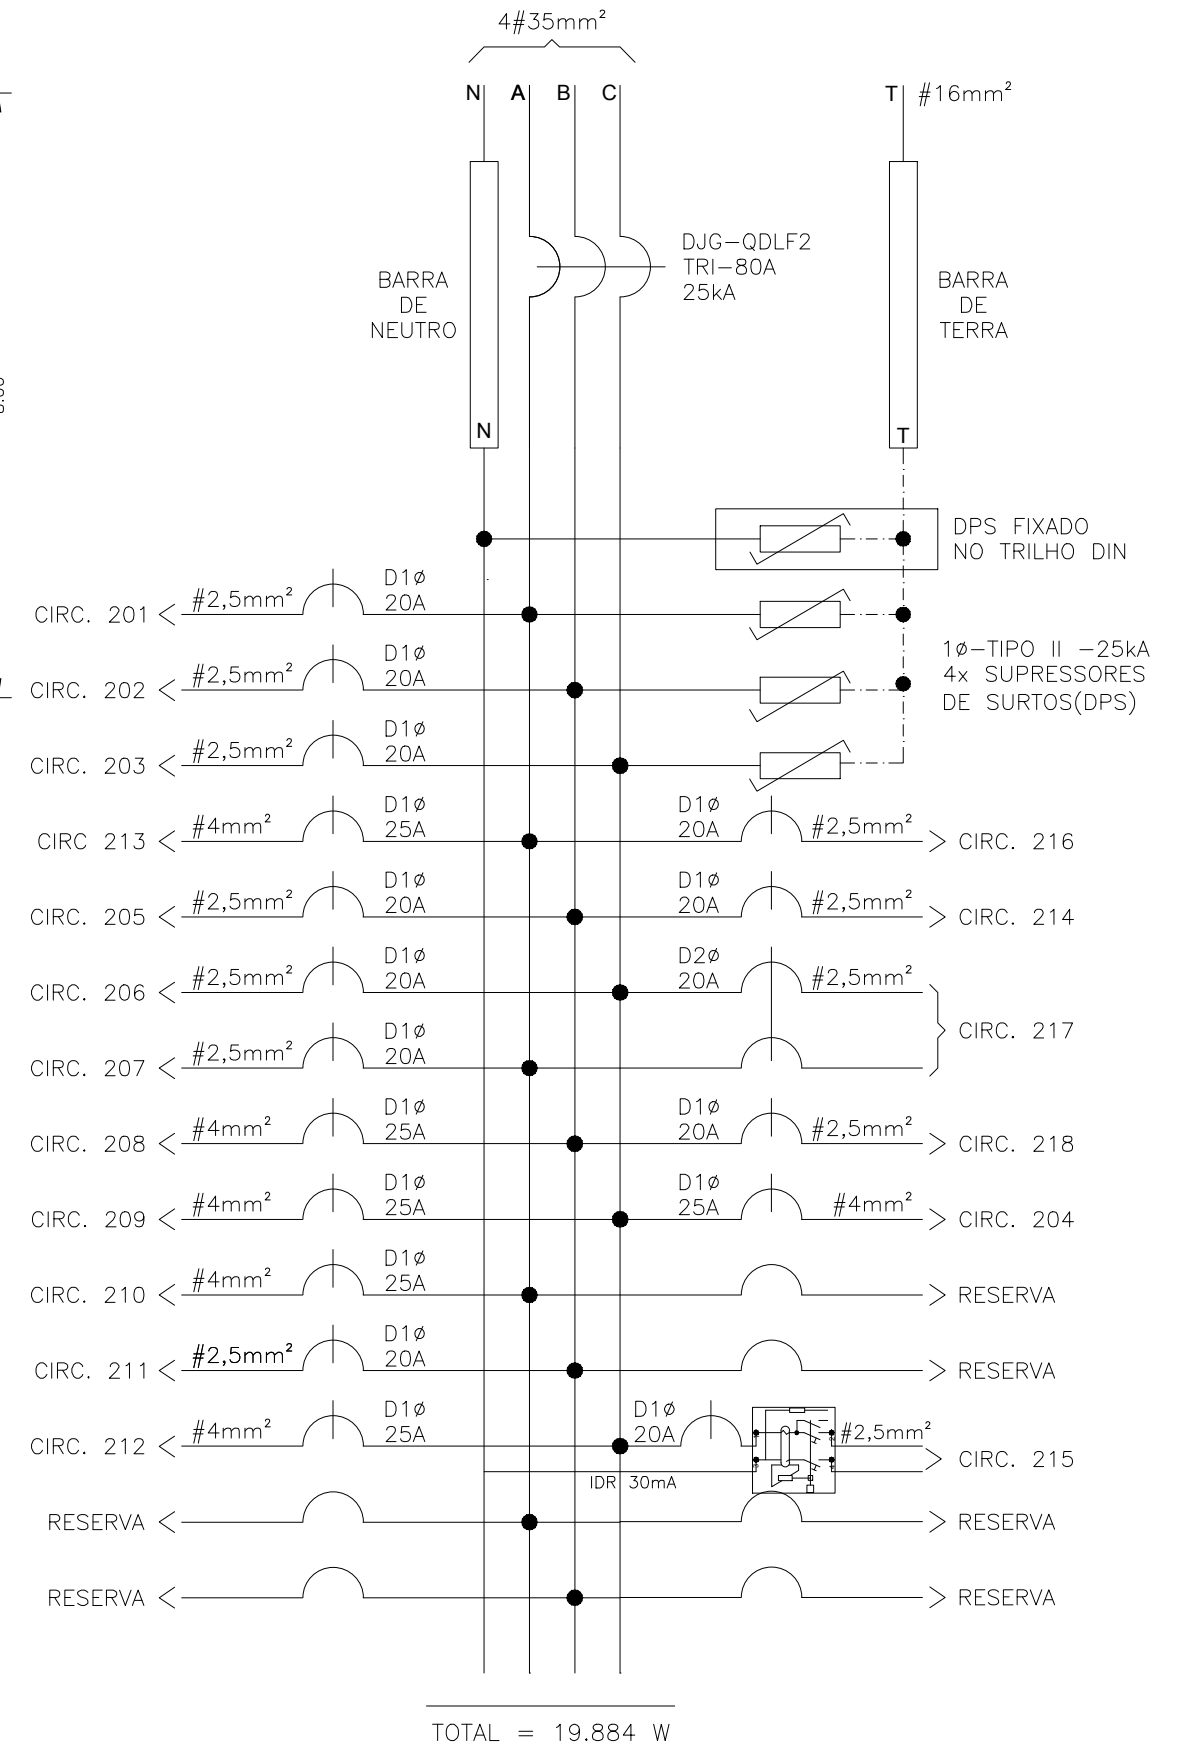 4#35mm²
N A B C
T #16mm²
DJG-QDLF2
TRI-80A
25kA
BARRA
DE
NEUTRO
BARRA
DE
TERRA
N
T
DPS FIXADO
NO TRILHO DIN
1ø-TIPO II -25kA
4x SUPRESSORES
DE SURTOS(DPS)
CIRC. 201 #2,5mm² D1ø 20A
CIRC. 202 #2,5mm² D1ø 20A
CIRC. 203 #2,5mm² D1ø 20A
CIRC 213 #4mm² D1ø 25A D1ø 20A #2,5mm² CIRC. 216
CIRC. 205 #2,5mm² D1ø 20A D1ø 20A #2,5mm² CIRC. 214
CIRC. 206 #2,5mm² D1ø 20A D2ø 20A #2,5mm² CIRC. 217
CIRC. 207 #2,5mm² D1ø 20A
CIRC. 208 #4mm² D1ø 25A D1ø 20A #2,5mm² CIRC. 218
CIRC. 209 #4mm² D1ø 25A D1ø 25A #4mm² CIRC. 204
CIRC. 210 #4mm² D1ø 25A RESERVA
CIRC. 211 #2,5mm² D1ø 20A RESERVA
CIRC. 212 #4mm² D1ø 25A D1ø 20A #2,5mm² CIRC. 215
IDR 30mA
RESERVA RESERVA
RESERVA RESERVA
TOTAL = 19.884 W